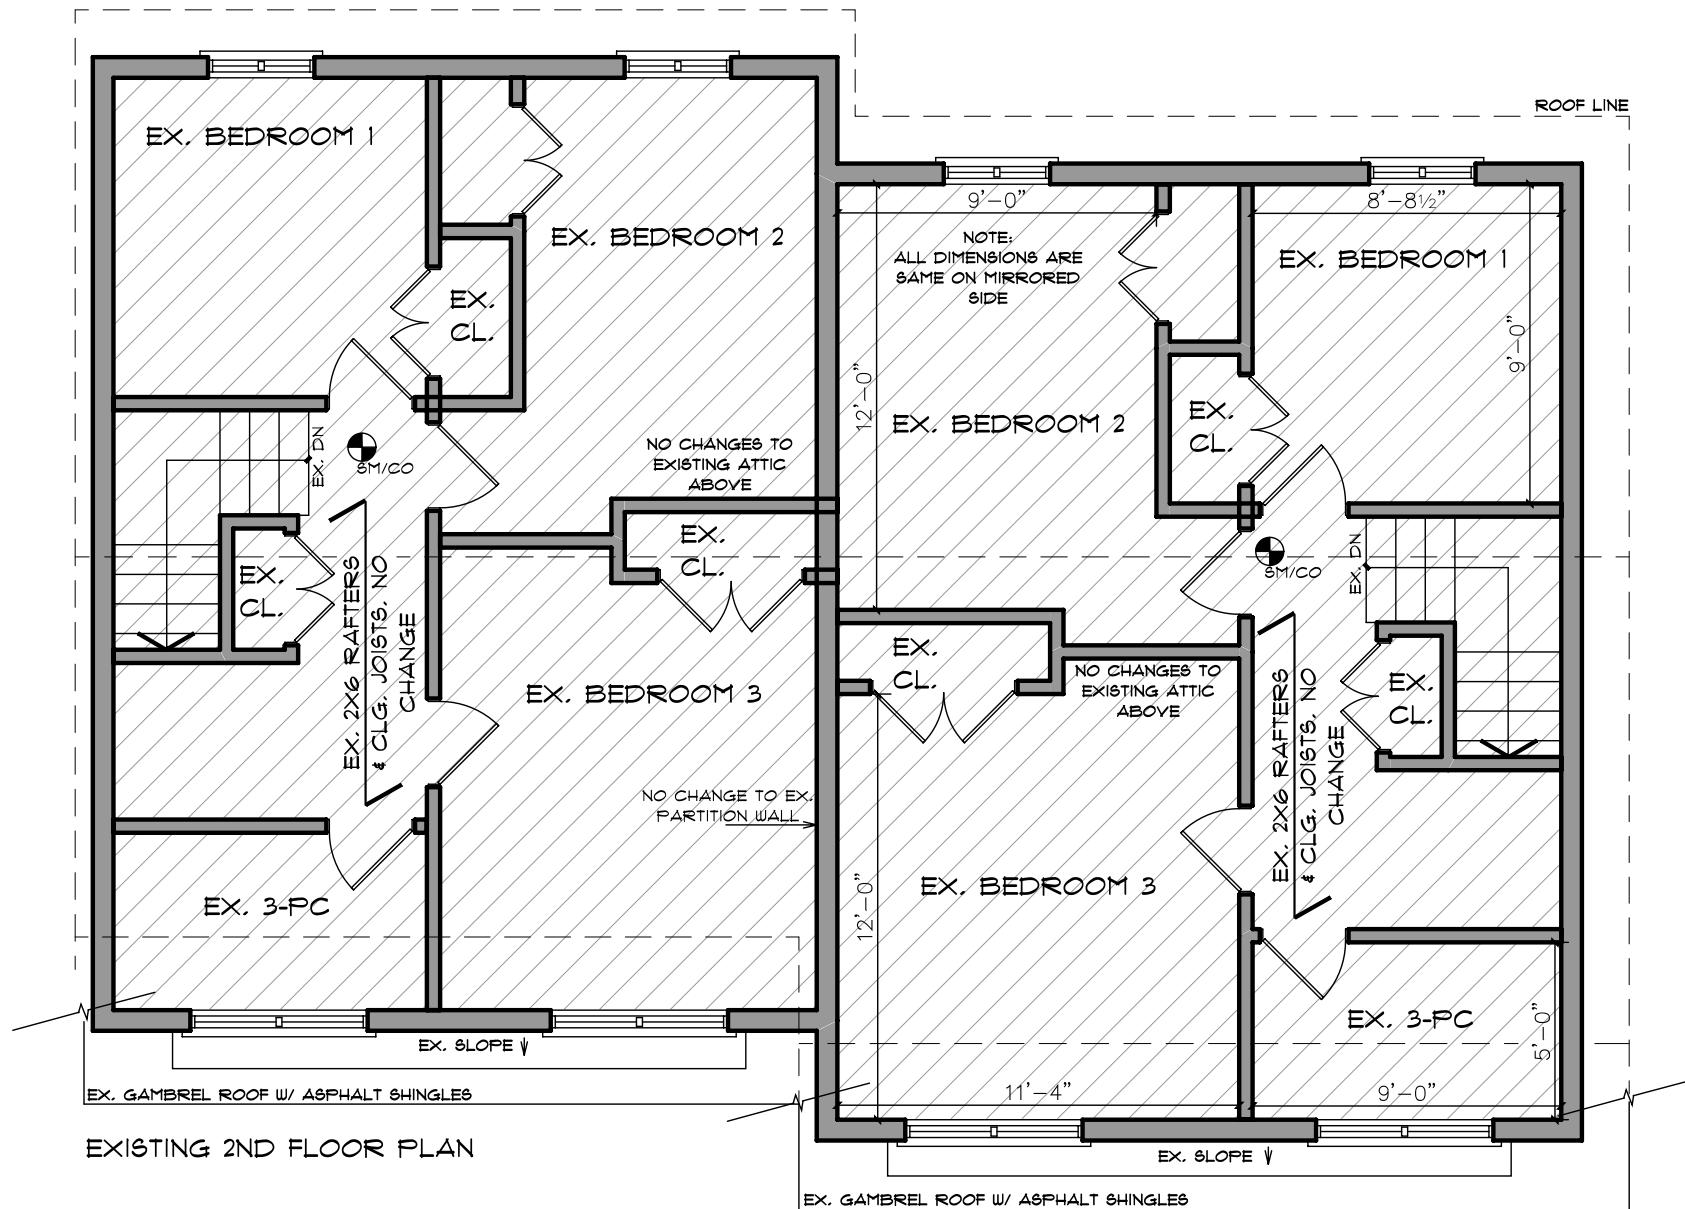 ROOF LINE
EX. BEDROOM 1
EX. BEDROOM 2
EX.
CL.
EX. DN
SM/CO
NO CHANGES TO
EXISTING ATTIC
ABOVE
EX.
CL.
EX.
CL.
EX. 2X6 RAFTERS
& CLG. JOISTS, NO
CHANGE
EX. BEDROOM 3
NO CHANGE TO EX.
PARTITION WALL
EX. 3-PC
EX. SLOPE
EX. GAMBREL ROOF W/ ASPHALT SHINGLES
EXISTING 2ND FLOOR PLAN
9'-0"
8'-8½"
NOTE:
ALL DIMENSIONS ARE
SAME ON MIRRORED
SIDE
EX. BEDROOM 1
9'-0"
12'-0"
EX. BEDROOM 2
EX.
CL.
SM/CO
EX. DN
EX.
CL.
NO CHANGES TO
EXISTING ATTIC
ABOVE
EX.
CL.
EX. 2X6 RAFTERS
& CLG. JOISTS, NO
CHANGE
EX. BEDROOM 3
12'-0"
EX. 3-PC
5'-0"
11'-4"
9'-0"
EX. SLOPE
EX. GAMBREL ROOF W/ ASPHALT SHINGLES